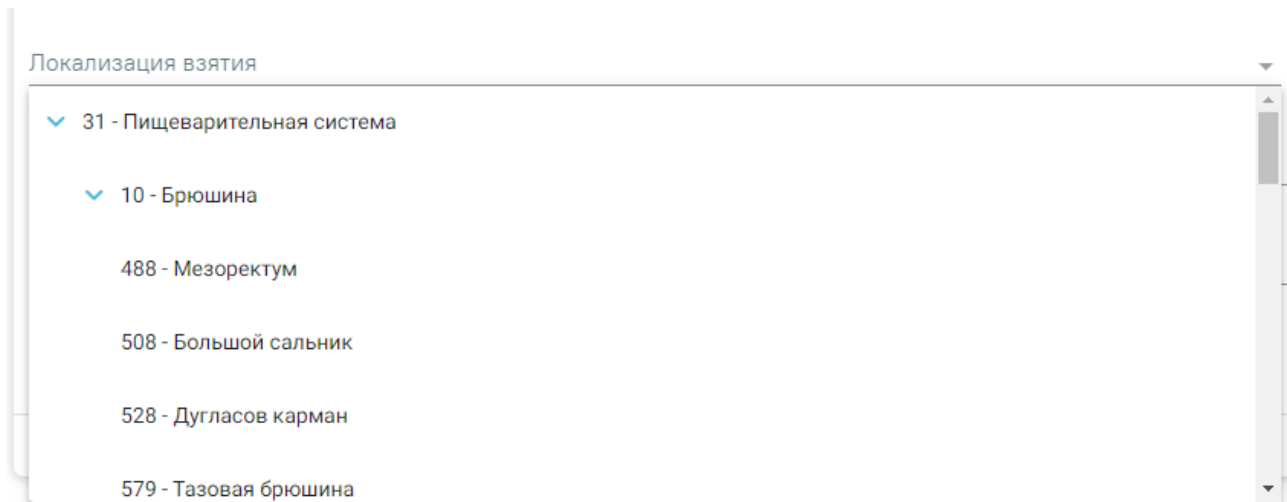 Локализация взятия
31 - Пищеварительная система
10 - Брюшина
488 - Мезоректум
508 - Большой сальник
528 - Дугласов карман
579 - Тазовая брюшина